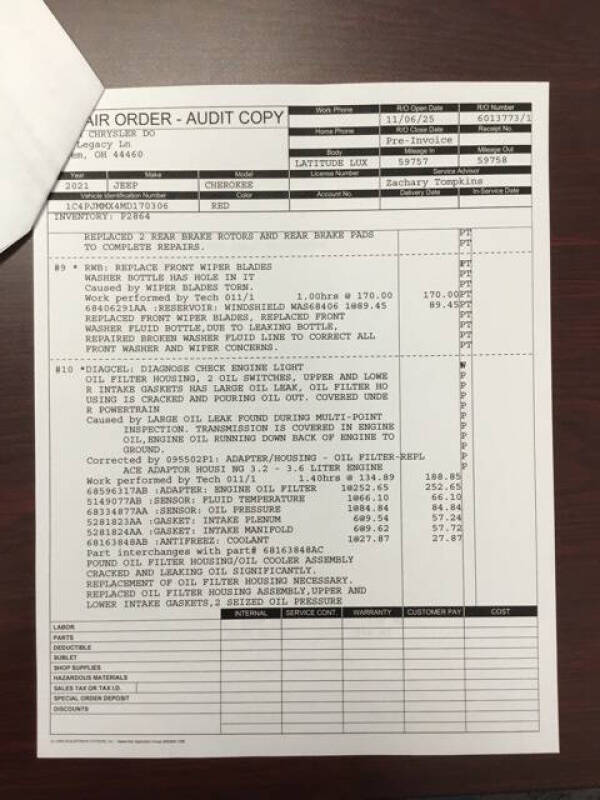 AIR ORDER - AUDIT COPY
Work Phone R/O Open Date R/O Number
11/06/25 6013773/1
CHRYSLER DO
Home Phone R/O Close Date Receipt No.
Legacy Ln Pre-Invoice
em, OH 44460 Body Mileage In Mileage Out
LATITUDE LUX 59757 59758
Year Make Model License Number Service Advisor
2021 JEEP CHEROKEE Zachary Tompkins
Vehicle Identification Number Color Account No. Delivery Date In-Service Date
1C4PJMMX4MD170306 RED
INVENTORY: P2864
REPLACED 2 REAR BRAKE ROTORS AND REAR BRAKE PADS PT
TO COMPLETE REPAIRS. PT
#9 * RWB: REPLACE FRONT WIPER BLADES PT
WASHER BOTTLE HAS HOLE IN IT PT
Caused by WIPER BLADES TORN. PT
Work performed by Tech 011/1 1.00hrs @ 170.00 170.00PT
68406291AA :RESERVOIR: WINDSHIELD WAS68406 1@89.45 89.45PT
REPLACED FRONT WIPER BLADES, REPLACED FRONT PT
WASHER FLUID BOTTLE,DUE TO LEAKING BOTTLE, PT
REPAIRED BROKEN WASHER FLUID LINE TO CORRECT ALL PT
FRONT WASHER AND WIPER CONCERNS. PT
#10 *DIAGCEL: DIAGNOSE CHECK ENGINE LIGHT W
OIL FILTER HOUSING, 2 OIL SWITCHES, UPPER AND LOWE P
R INTAKE GASKETS HAS LARGE OIL LEAK, OIL FILTER HO P
USING IS CRACKED AND POURING OIL OUT. COVERED UNDE P
R POWERTRAIN P
Caused by LARGE OIL LEAK FOUND DURING MULTI-POINT P
INSPECTION. TRANSMISSION IS COVERED IN ENGINE P
OIL,ENGINE OIL RUNNING DOWN BACK OF ENGINE TO P
GROUND. P
Corrected by 095502P1: ADAPTER/HOUSING - OIL FILTER-REPL P
ACE ADAPTOR HOUSI NG 3.2 - 3.6 LITER ENGINE P
Work performed by Tech 011/1 1.40hrs @ 134.89 188.85
68596317AB :ADAPTER: ENGINE OIL FILTER 1@252.65 252.65
5149077AB :SENSOR: FLUID TEMPERATURE 1@66.10 66.10
68334877AA :SENSOR: OIL PRESSURE 1@84.84 84.84
5281823AA :GASKET: INTAKE PLENUM 6@9.54 57.24
5281824AA :GASKET: INTAKE MANIFOLD 6@9.62 57.72
68163848AB :ANTIFREEZ: COOLANT 1@27.87 27.87
Part interchanges with part# 68163848AC
FOUND OIL FILTER HOUSING/OIL COOLER ASSEMBLY
CRACKED AND LEAKING OIL SIGNIFICANTLY.
REPLACEMENT OF OIL FILTER HOUSING NECESSARY.
REPLACED OIL FILTER HOUSING ASSEMBLY,UPPER AND
LOWER INTAKE GASKETS,2 SEIZED OIL PRESSURE
INTERNAL SERVICE CONT. WARRANTY CUSTOMER PAY COST
LABOR
PARTS
DEDUCTIBLE
SUBLET
SHOP SUPPLIES
HAZARDOUS MATERIALS
SALES TAX OR TAX I.D.
SPECIAL ORDER DEPOSIT
DISCOUNTS